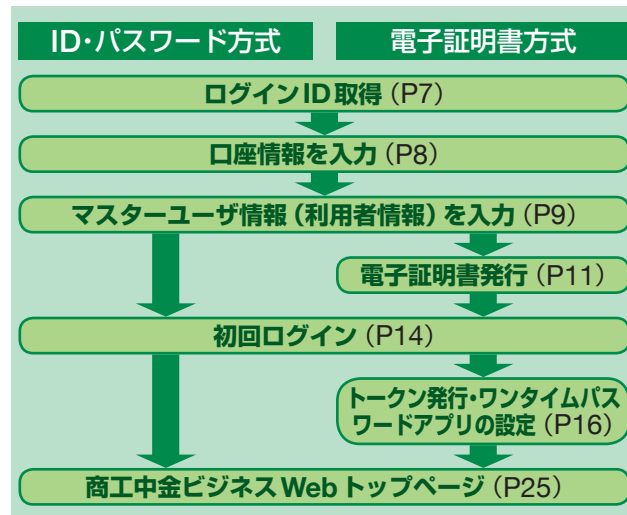 ID・パスワード方式
電子証明書方式
ログインID取得（P7）
口座情報を入力（P8）
マスターユーザ情報（利用者情報）を入力（P9）
電子証明書発行（P11）
初回ログイン（P14）
トークン発行・ワンタイムパス
ワードアプリの設定（P16）
商工中金ビジネスWebトップページ（P25）